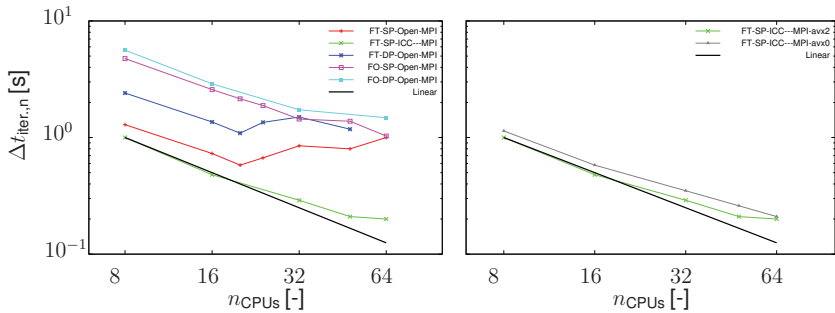 FT-SP-Open-MPI
FT-SP-ICC---MPI
FT-DP-Open-MPI
FO-SP-Open-MPI
FO-DP-Open-MPI
Linear
10^1
10^0
10^-1
Δt_iter.,n [s]
8 16 32 64
n_CPUs [-]
FT-SP-ICC---MPI-avx2
FT-SP-ICC---MPI-avx0
Linear
8 16 32 64
n_CPUs [-]